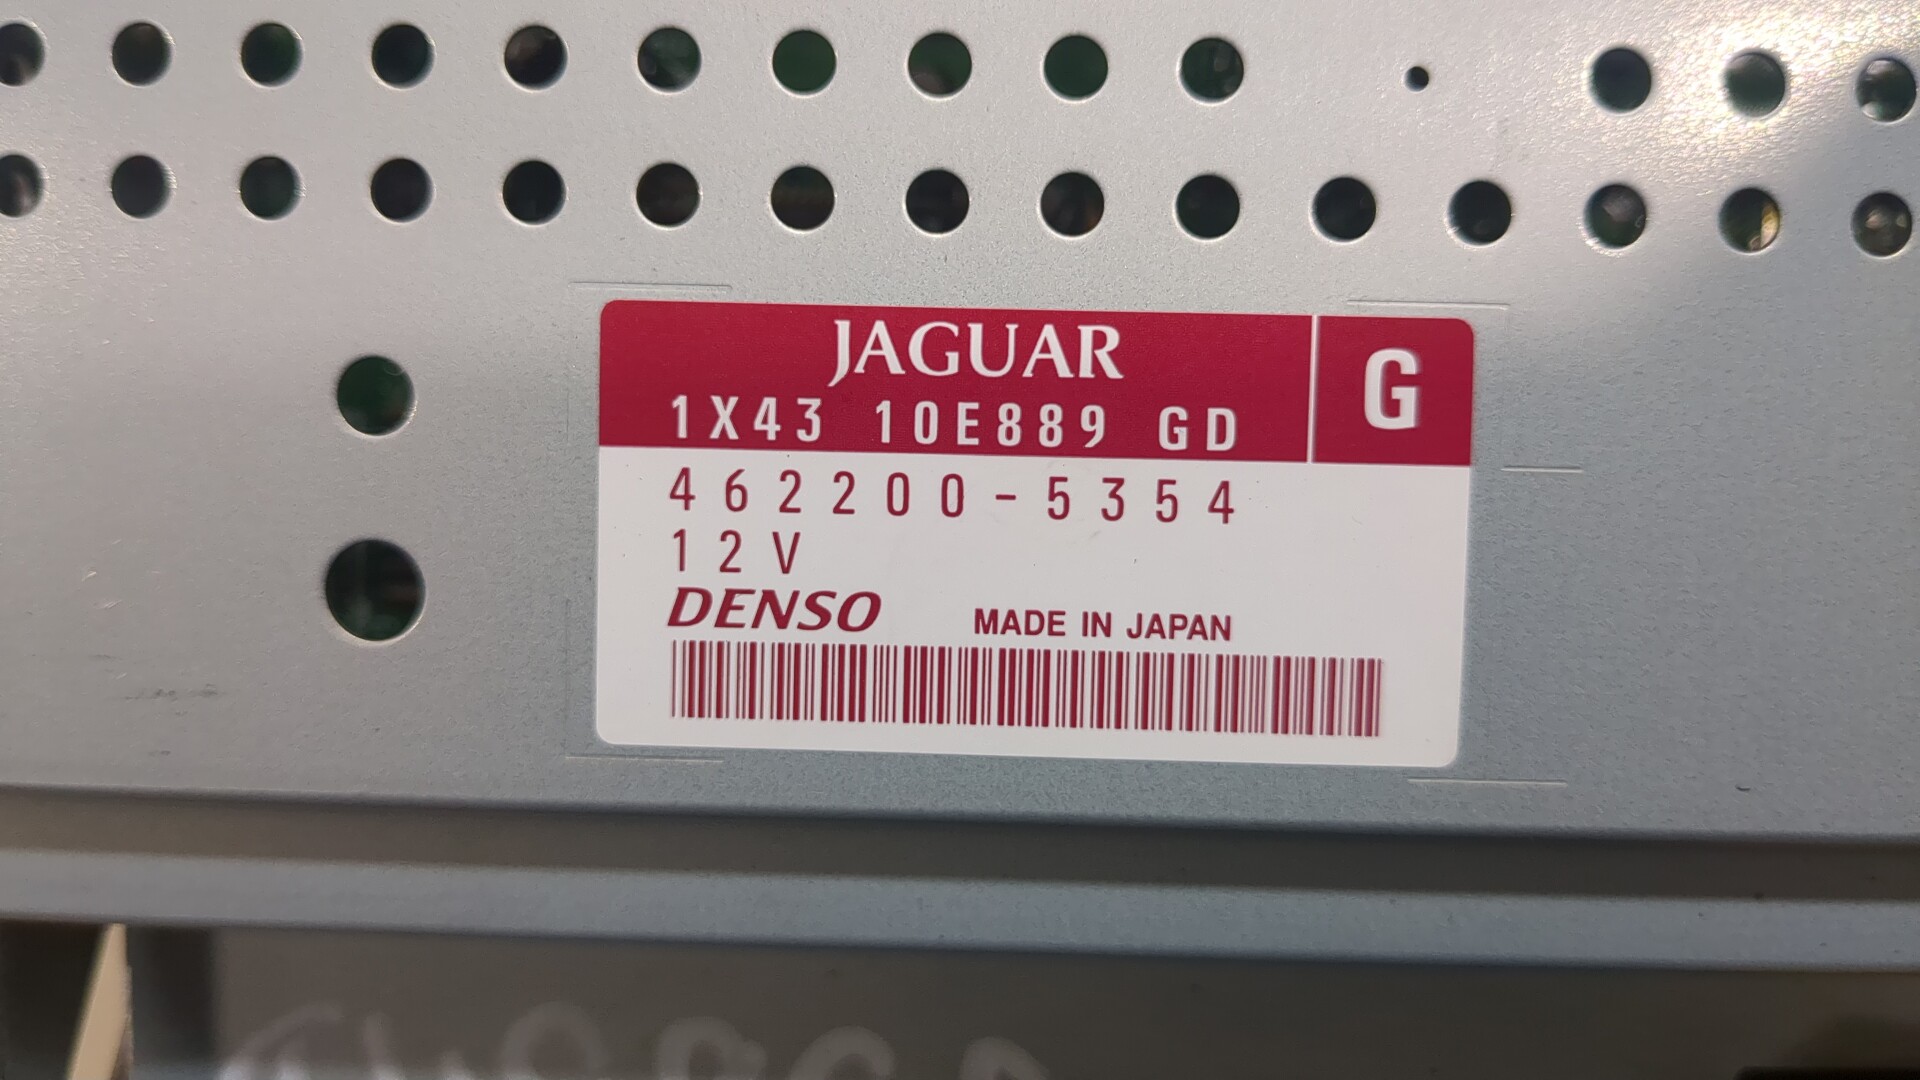 JAGUAR
G
1X43 10E889 GD
462200-5354
12V
DENSO MADE IN JAPAN